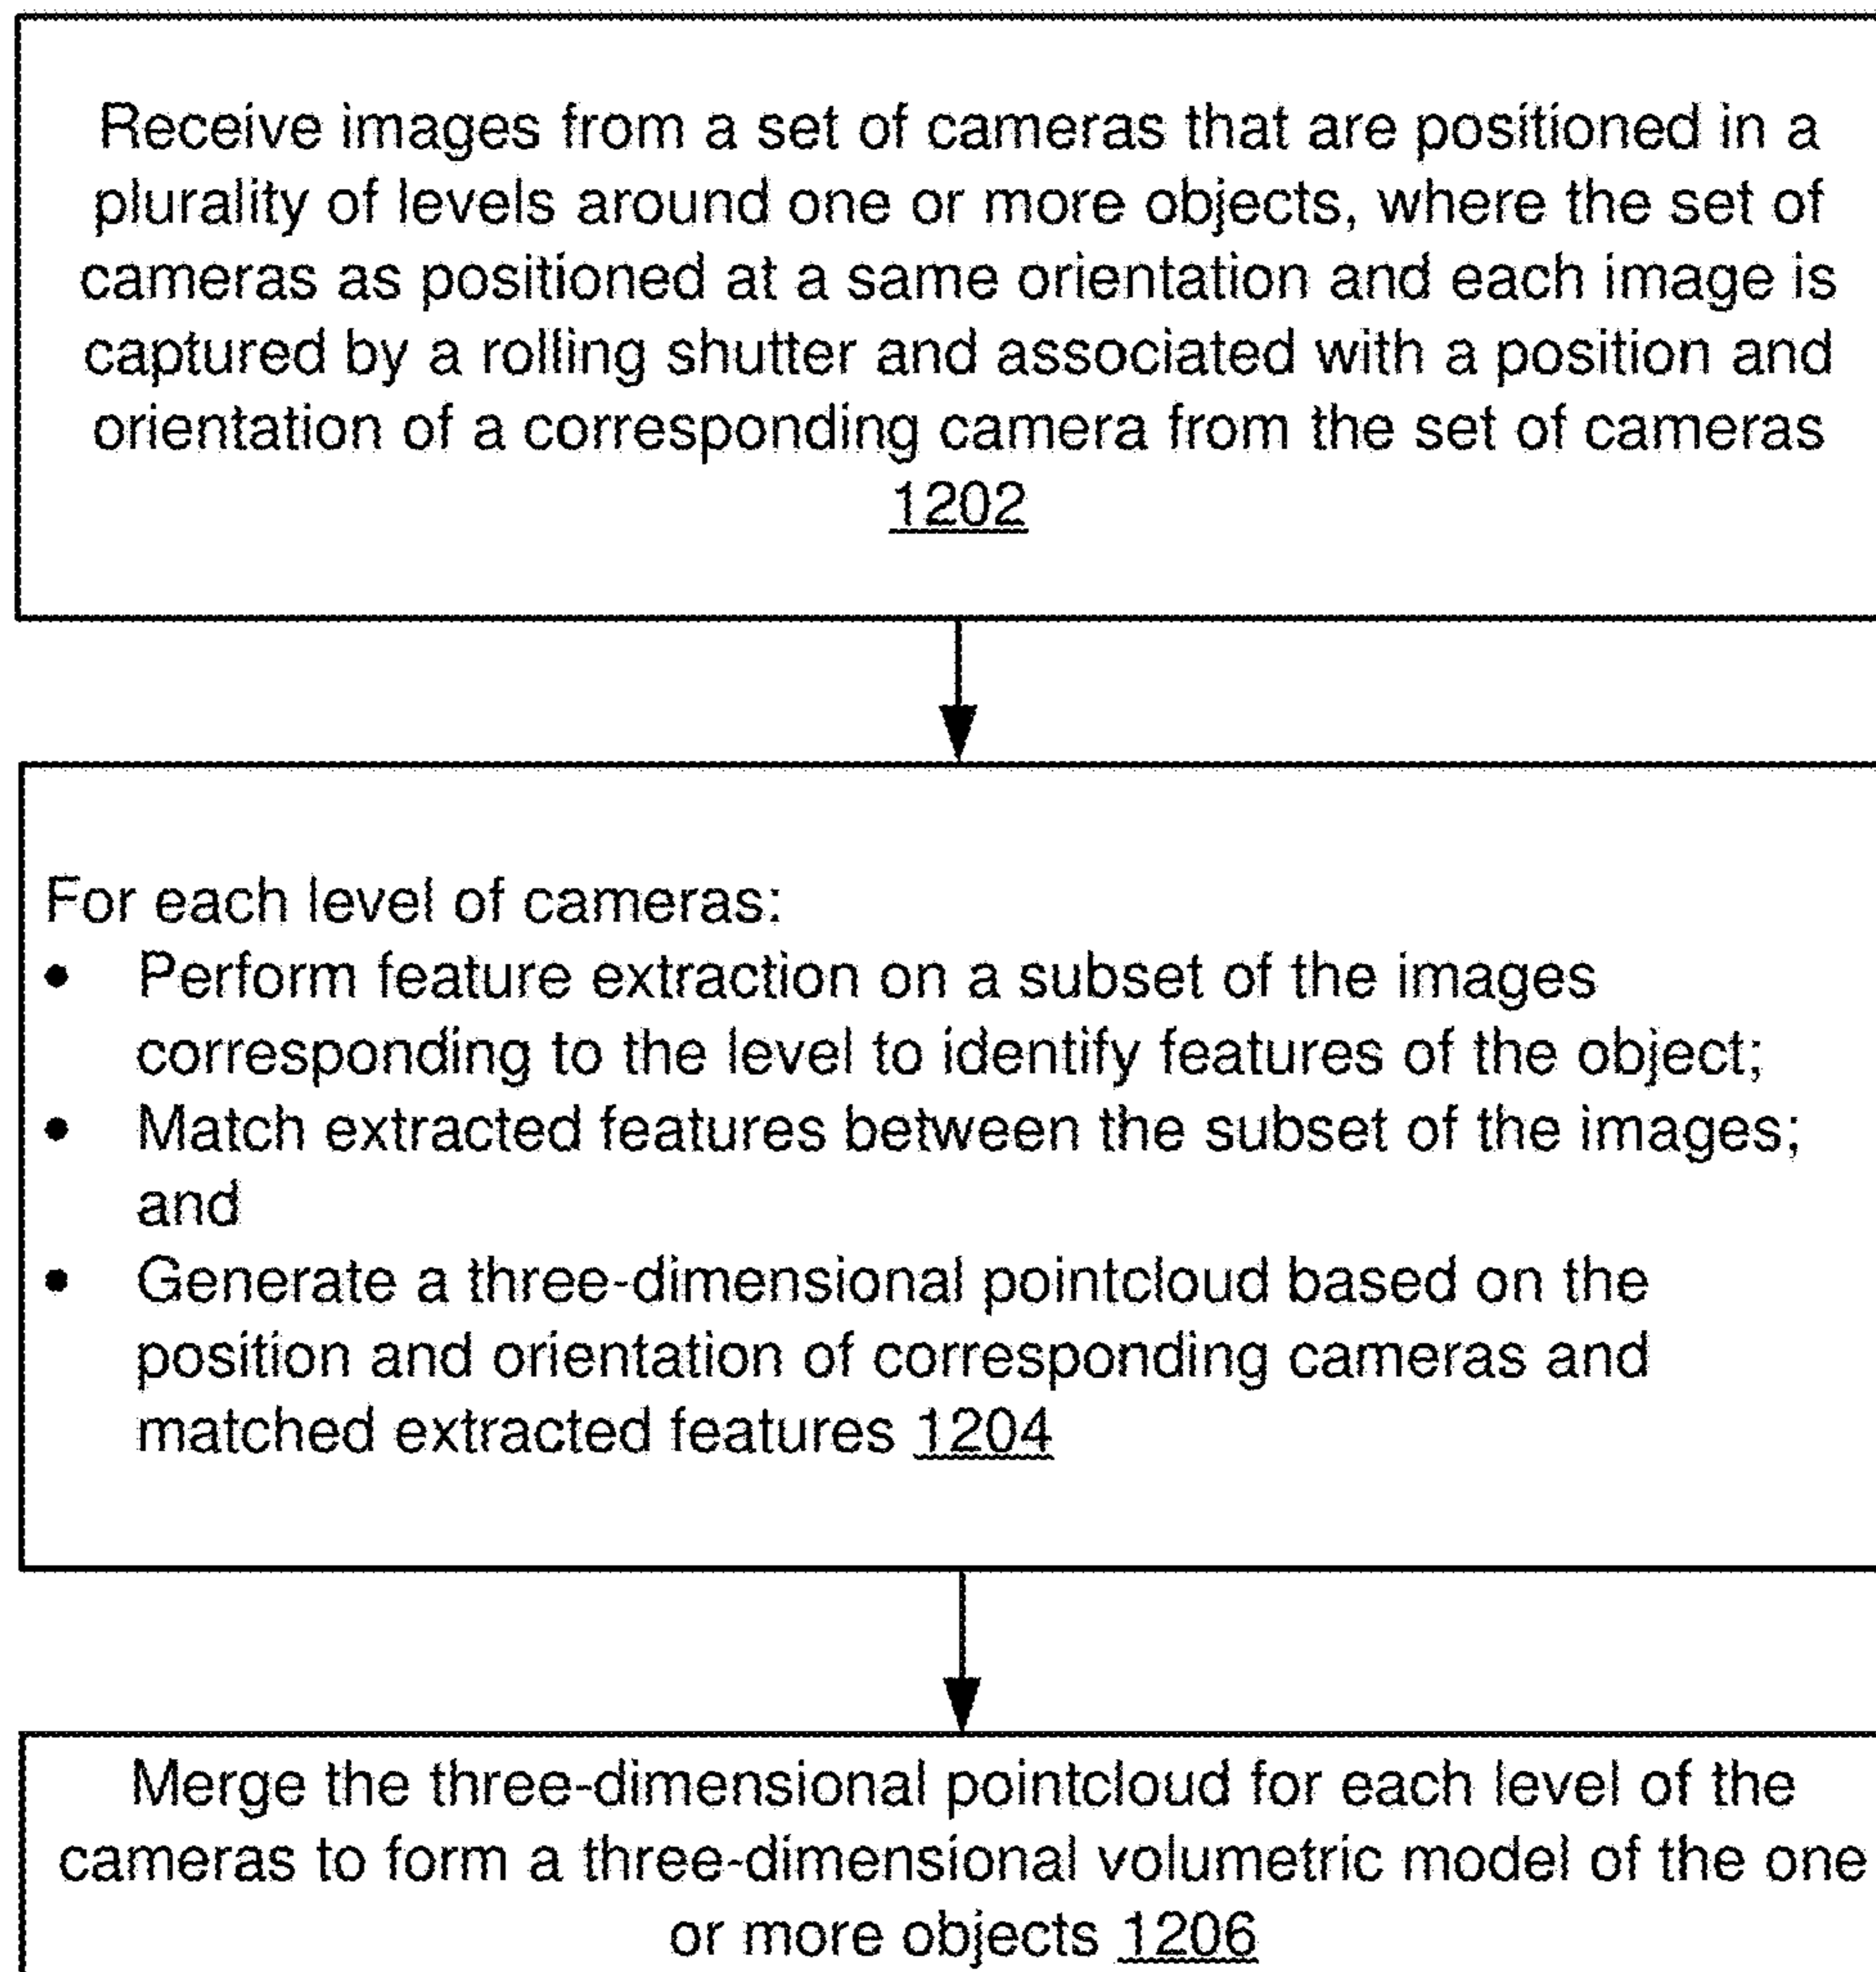 Receive images from a set of cameras that are positioned in a
plurality of levels around one or more objects, where the set of
cameras as positioned at a same orientation and each image is
captured by a rolling shutter and associated with a position and
orientation of a corresponding camera from the set of cameras
1202
For each level of cameras:
• Perform feature extraction on a subset of the images
corresponding to the level to identify features of the object;
• Match extracted features between the subset of the images;
and
• Generate a three-dimensional pointcloud based on the
position and orientation of corresponding cameras and
matched extracted features 1204
Merge the three-dimensional pointcloud for each level of the
cameras to form a three-dimensional volumetric model of the one
or more objects 1206